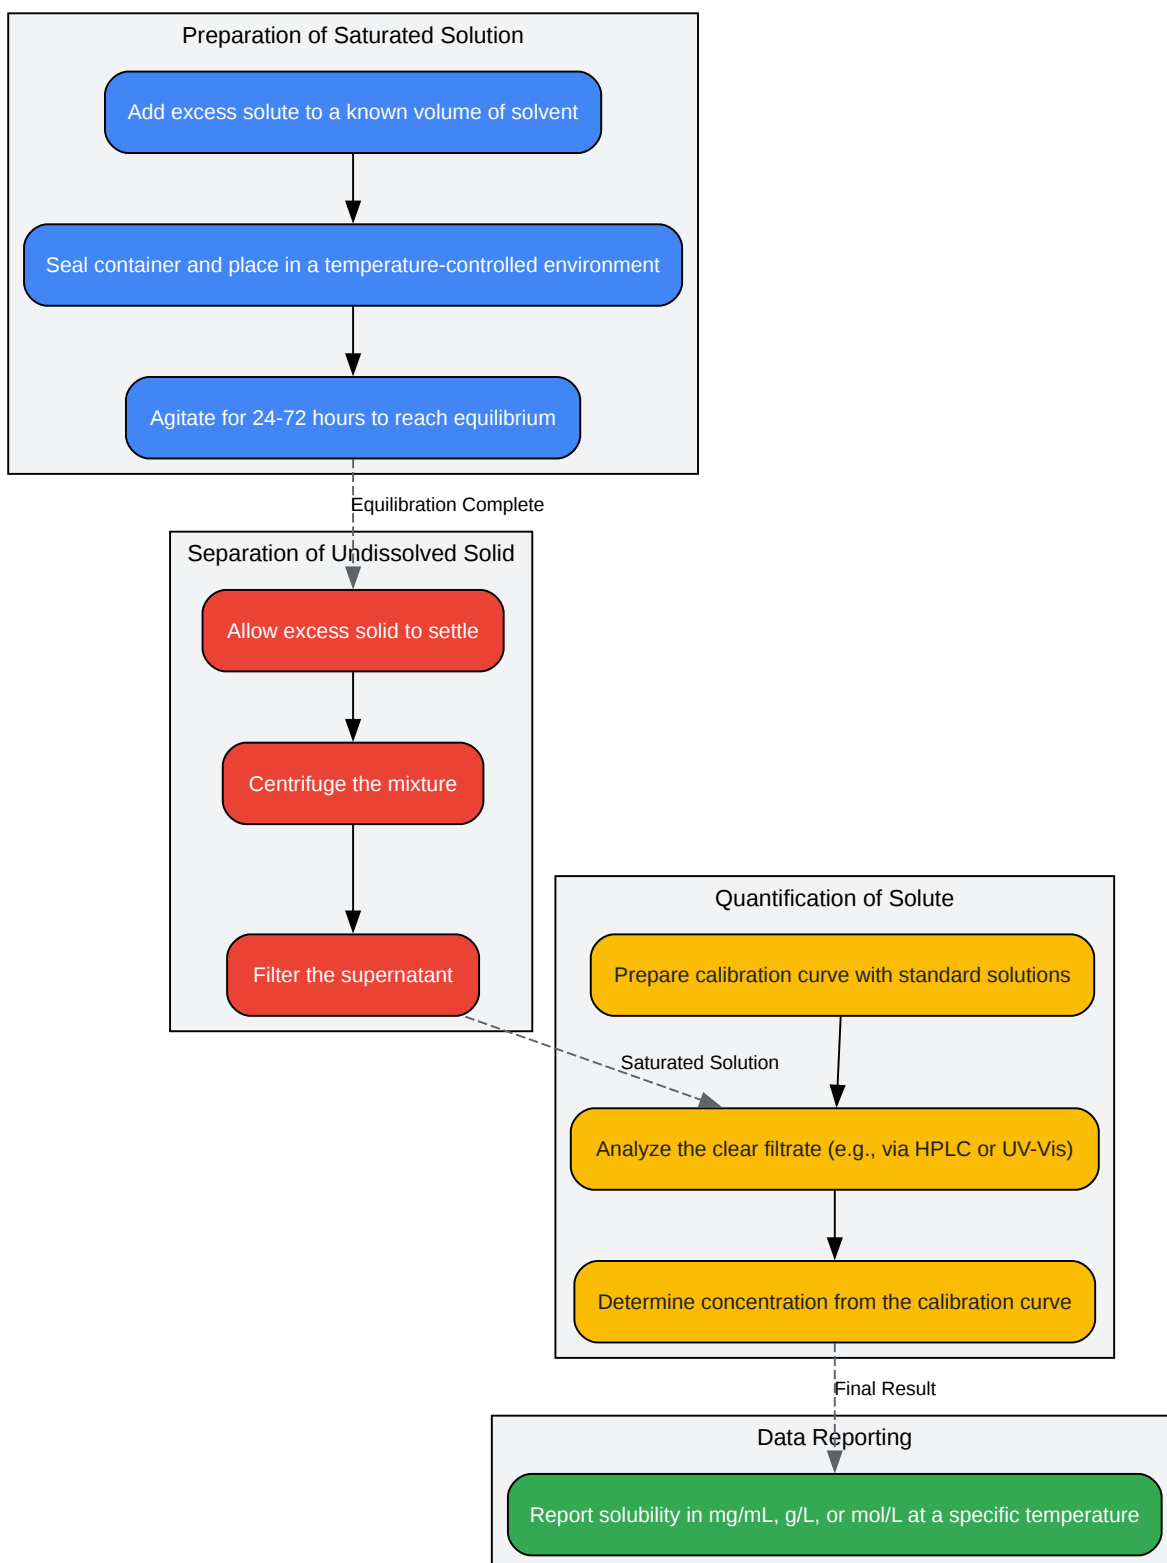 Preparation of Saturated Solution
Add excess solute to a known volume of solvent
Seal container and place in a temperature-controlled environment
Agitate for 24-72 hours to reach equilibrium
Equilibration Complete
Separation of Undissolved Solid
Allow excess solid to settle
Centrifuge the mixture
Filter the supernatant
Quantification of Solute
Prepare calibration curve with standard solutions
Saturated Solution
Analyze the clear filtrate (e.g., via HPLC or UV-Vis)
Determine concentration from the calibration curve
Final Result
Data Reporting
Report solubility in mg/mL, g/L, or mol/L at a specific temperature